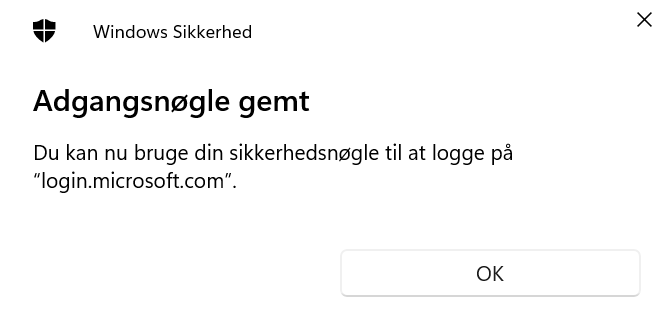 Windows Sikkerhed
Adgangsnøgle gemt
Du kan nu bruge din sikkerhedsnøgle til at logge på
“login.microsoft.com”.
OK